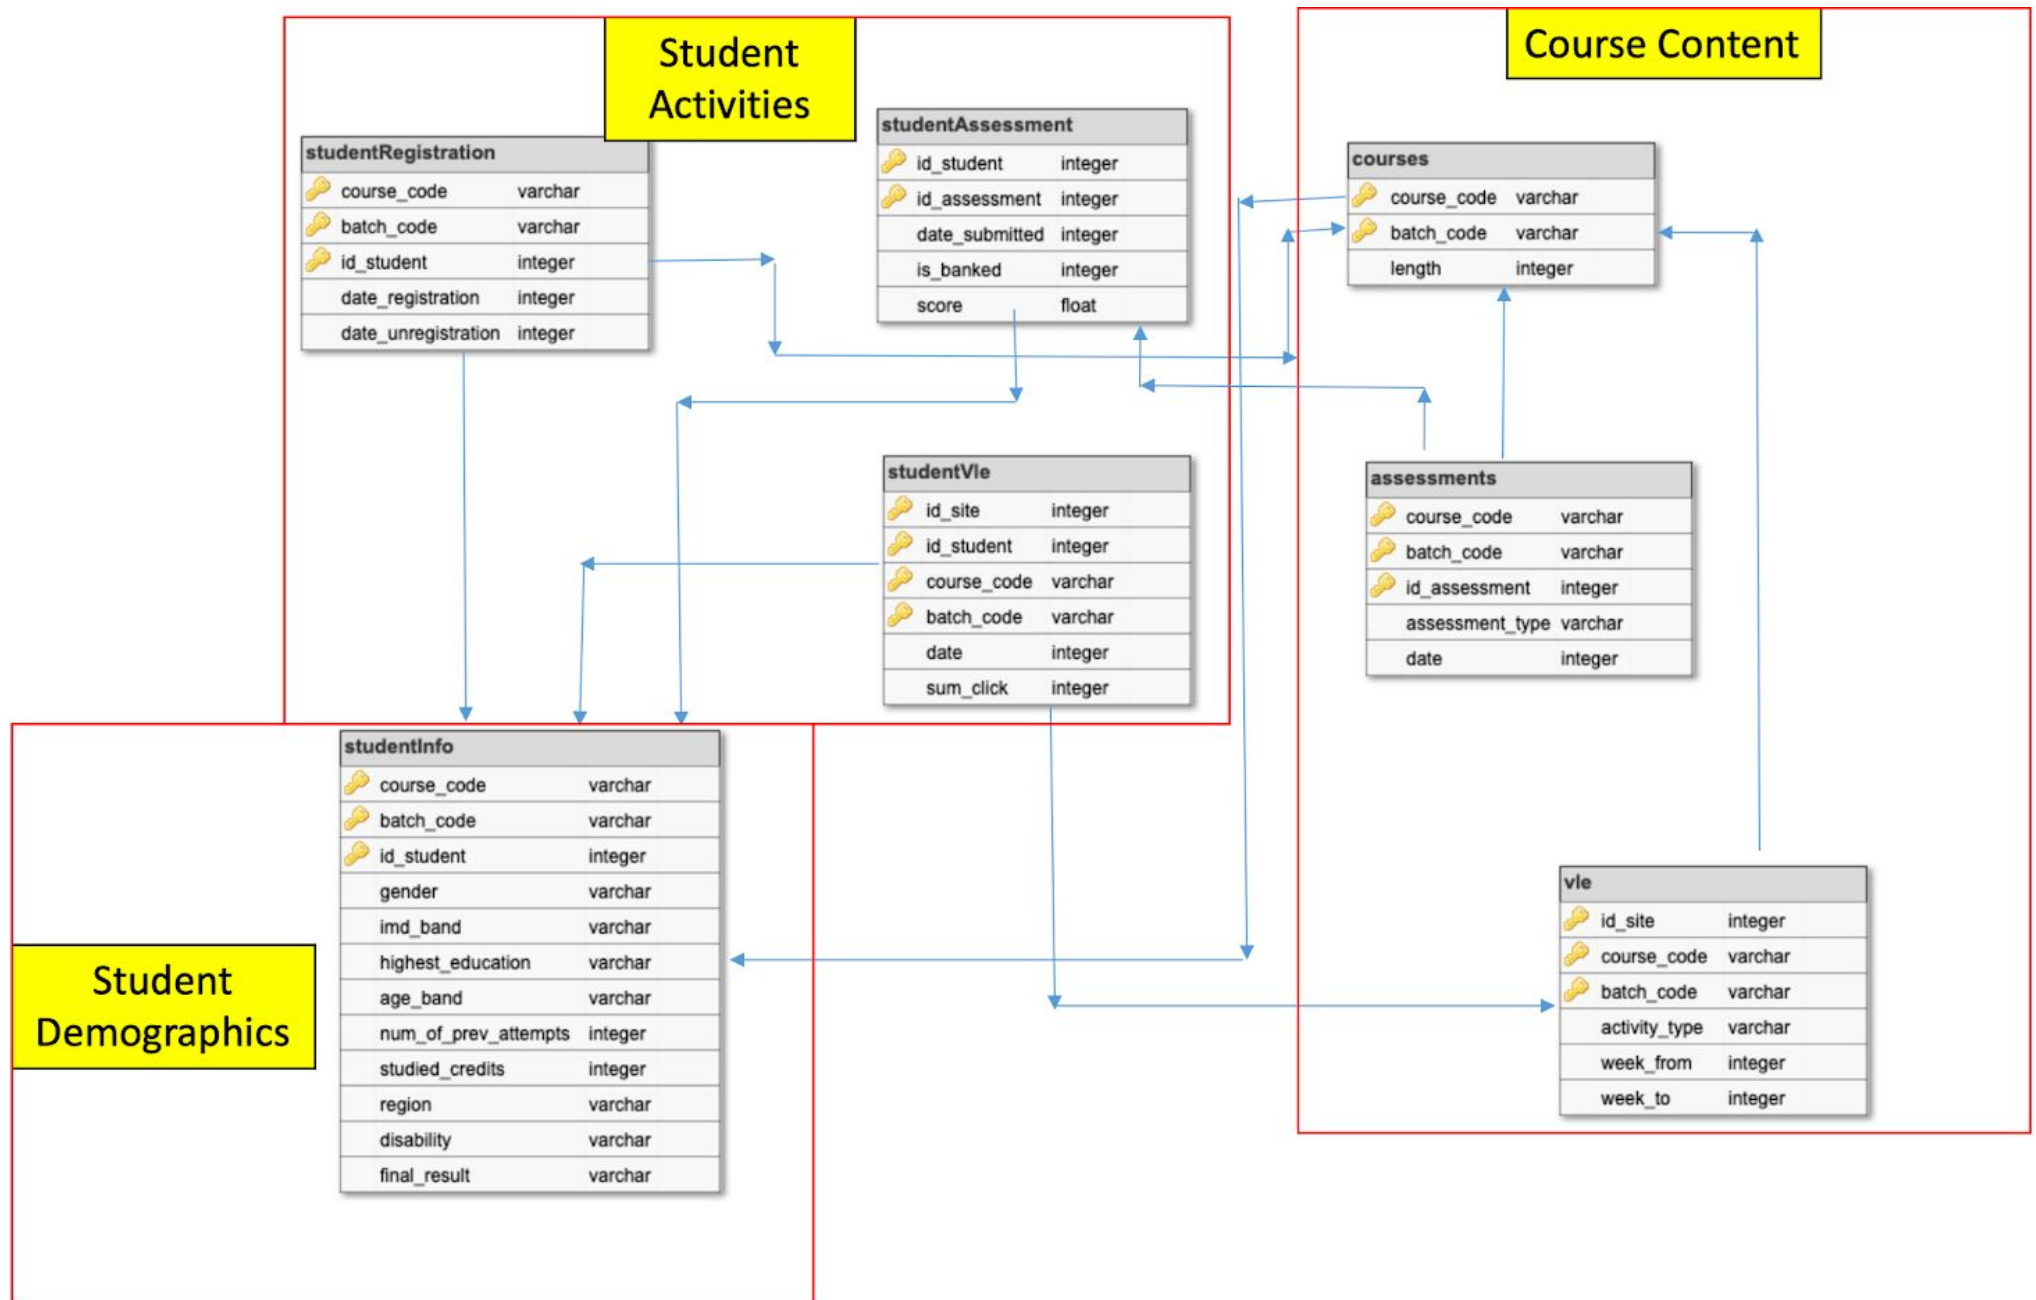 Student
Activities
Course Content
studentRegistration
course_code varchar
batch_code varchar
id_student integer
date_registration integer
date_unregistration integer
studentAssessment
id_student integer
id_assessment integer
date_submitted integer
is_banked integer
score float
courses
course_code varchar
batch_code varchar
length integer
studentVle
id_site integer
id_student integer
course_code varchar
batch_code varchar
date integer
sum_click integer
assessments
course_code varchar
batch_code varchar
id_assessment integer
assessment_type varchar
date integer
Student
Demographics
studentInfo
course_code varchar
batch_code varchar
id_student integer
gender varchar
imd_band varchar
highest_education varchar
age_band varchar
num_of_prev_attempts integer
studied_credits integer
region varchar
disability varchar
final_result varchar
vle
id_site integer
course_code varchar
batch_code varchar
activity_type varchar
week_from integer
week_to integer